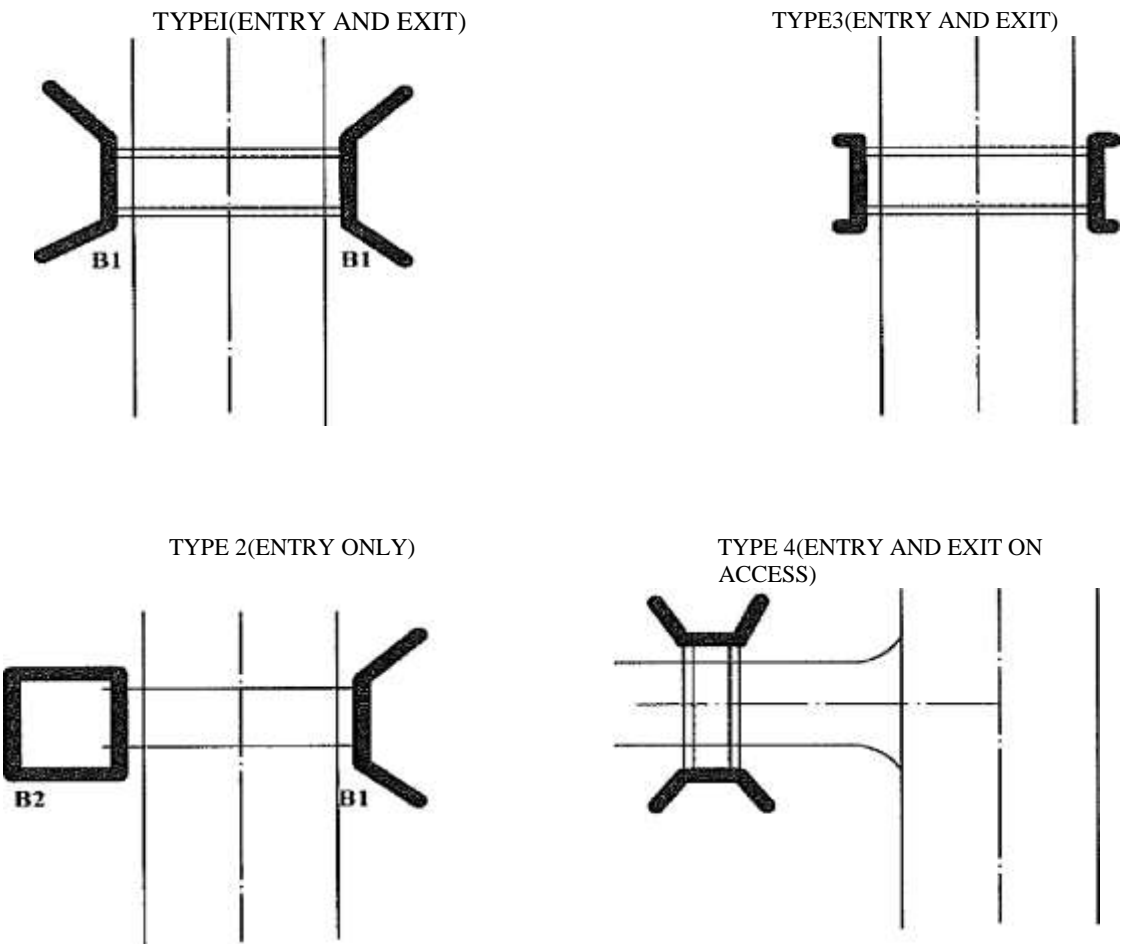 TYPEI(ENTRY AND EXIT)
TYPE3(ENTRY AND EXIT)
B1
B1
TYPE 2(ENTRY ONLY)
TYPE 4(ENTRY AND EXIT ON
ACCESS)
B2
B1